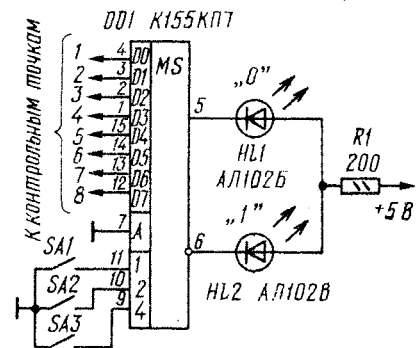 DD1 К155КП7
К контрольным точкам
1 4 D0 MS
2 3 D1
3 2 D2
4 1 D3
5 15 D4
6 14 D5
7 13 D6
8 12 D7
7 A
SA1 11 1
SA2 10 2
SA3 9 4
5 „0"
HL1
АЛ102Б
R1
200
+5В
6 „1"
HL2 АЛ102В